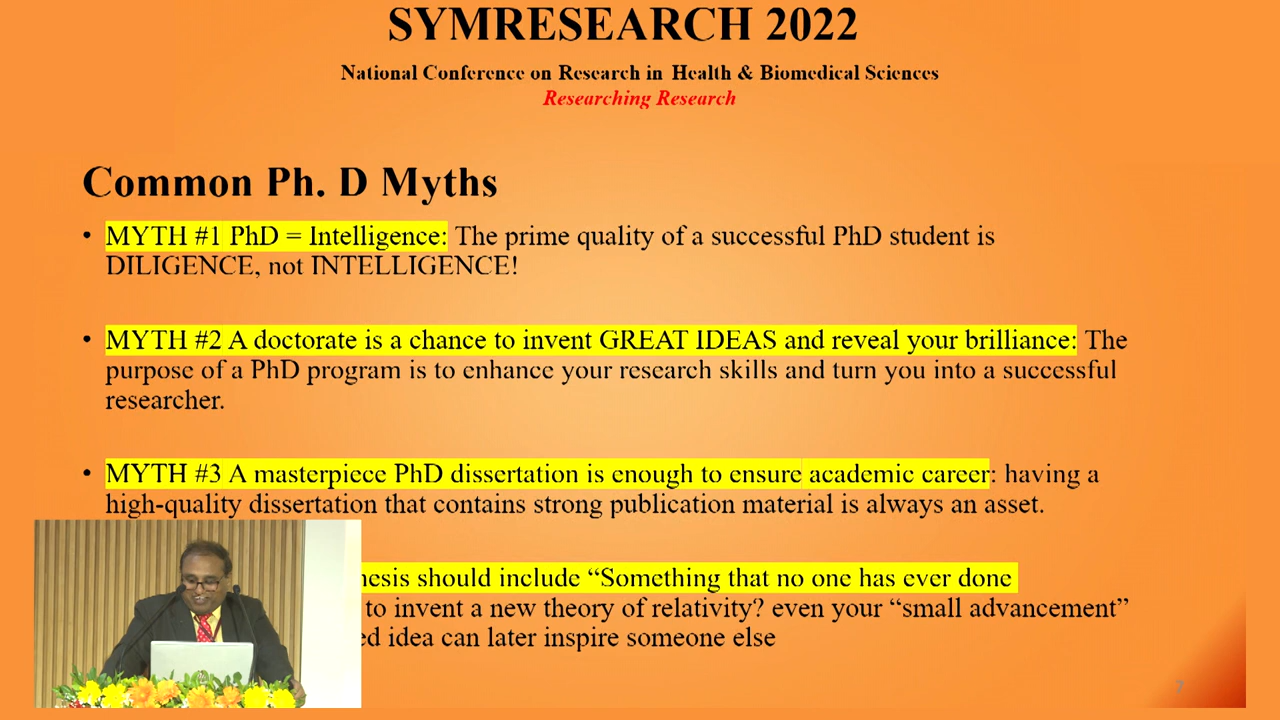 SYMRESEARCH 2022
National Conference on Research in Health & Biomedical Sciences
Researching Research
Common Ph. D Myths
• MYTH #1 PhD = Intelligence: The prime quality of a successful PhD student is
DILIGENCE, not INTELLIGENCE!
• MYTH #2 A doctorate is a chance to invent GREAT IDEAS and reveal your brilliance: The
purpose of a PhD program is to enhance your research skills and turn you into a successful
researcher.
• MYTH #3 A masterpiece PhD dissertation is enough to ensure academic career: having a
high-quality dissertation that contains strong publication material is always an asset.
should include “Something that no one has ever done
to invent a new theory of relativity? even your “small advancement”
idea can later inspire someone else
7